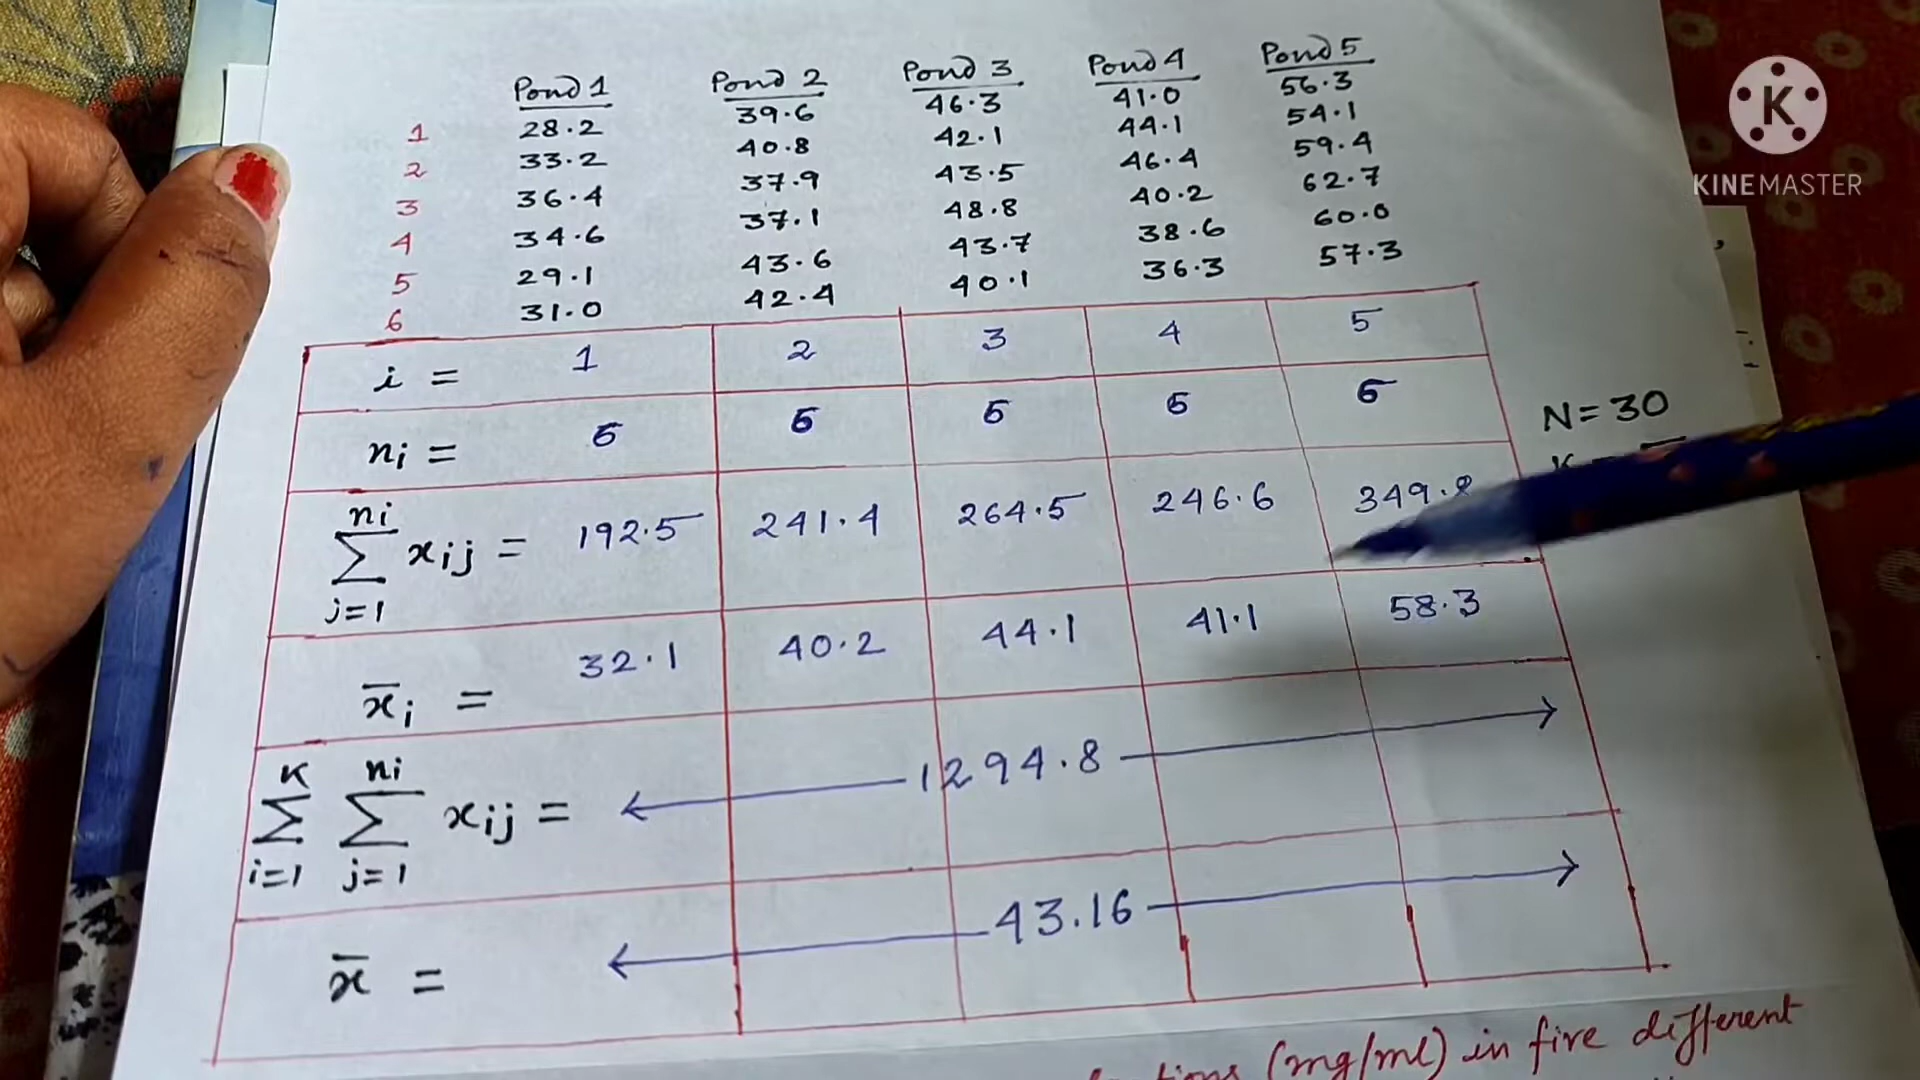 Pond 1 Pond 2 Pond 3 Pond 4 Pond 5
1 28.2 39.6 46.3 41.0 56.3
2 33.2 40.8 42.1 44.1 54.1
3 36.4 37.9 43.5 46.4 59.4
4 34.6 37.1 48.8 40.2 62.7
5 29.1 43.6 43.7 38.6 60.0
6 31.0 42.4 40.1 36.3 57.3
i = 1 2 3 4 5
ni = 6 6 6 6 6
N=30
ni
∑ xij = 192.5 241.4 264.5 246.6 349.8
j=1
x̄i = 32.1 40.2 44.1 41.1 58.3
K ni
∑ ∑ xij = 1294.8
i=1 j=1
x̄ = 43.16
(mg/ml) in five different
K
KINEMASTER